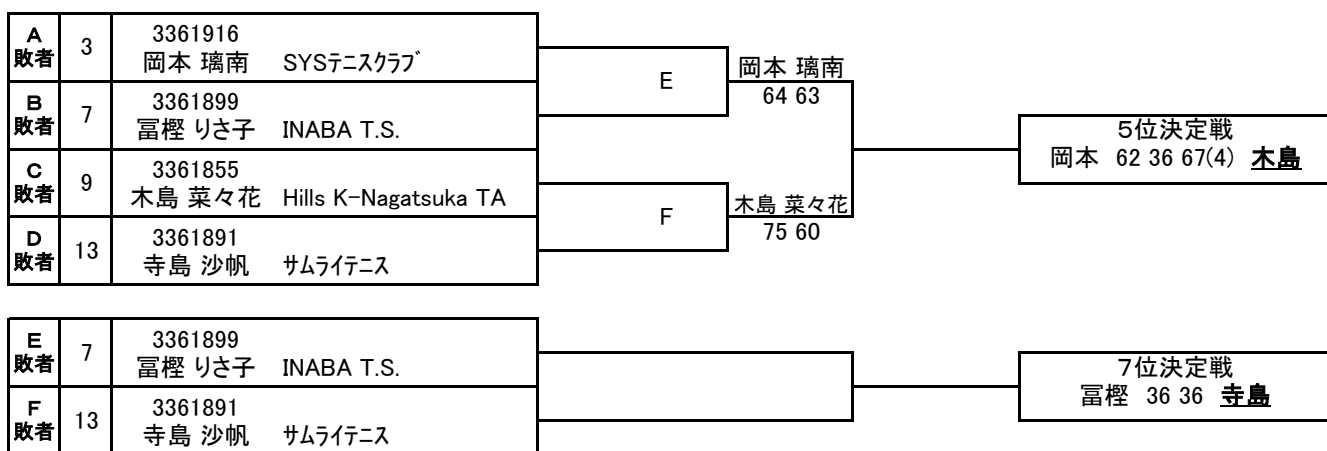 A
敗者
3
3361916
岡本 璃南 SYSﾃﾆｽｸﾗﾌﾞ
B
敗者
7
3361899
冨樫 りさ子 INABA T.S.
C
敗者
9
3361855
木島 菜々花 Hills K-Nagatsuka TA
D
敗者
13
3361891
寺島 沙帆 ｻﾑﾗｲﾃﾆｽ
E
岡本 璃南
64 63
F
木島 菜々花
75 60
5位決定戦
岡本 62 36 67(4) 木島
E
敗者
7
3361899
冨樫 りさ子 INABA T.S.
F
敗者
13
3361891
寺島 沙帆 ｻﾑﾗｲﾃﾆｽ
7位決定戦
冨樫 36 36 寺島